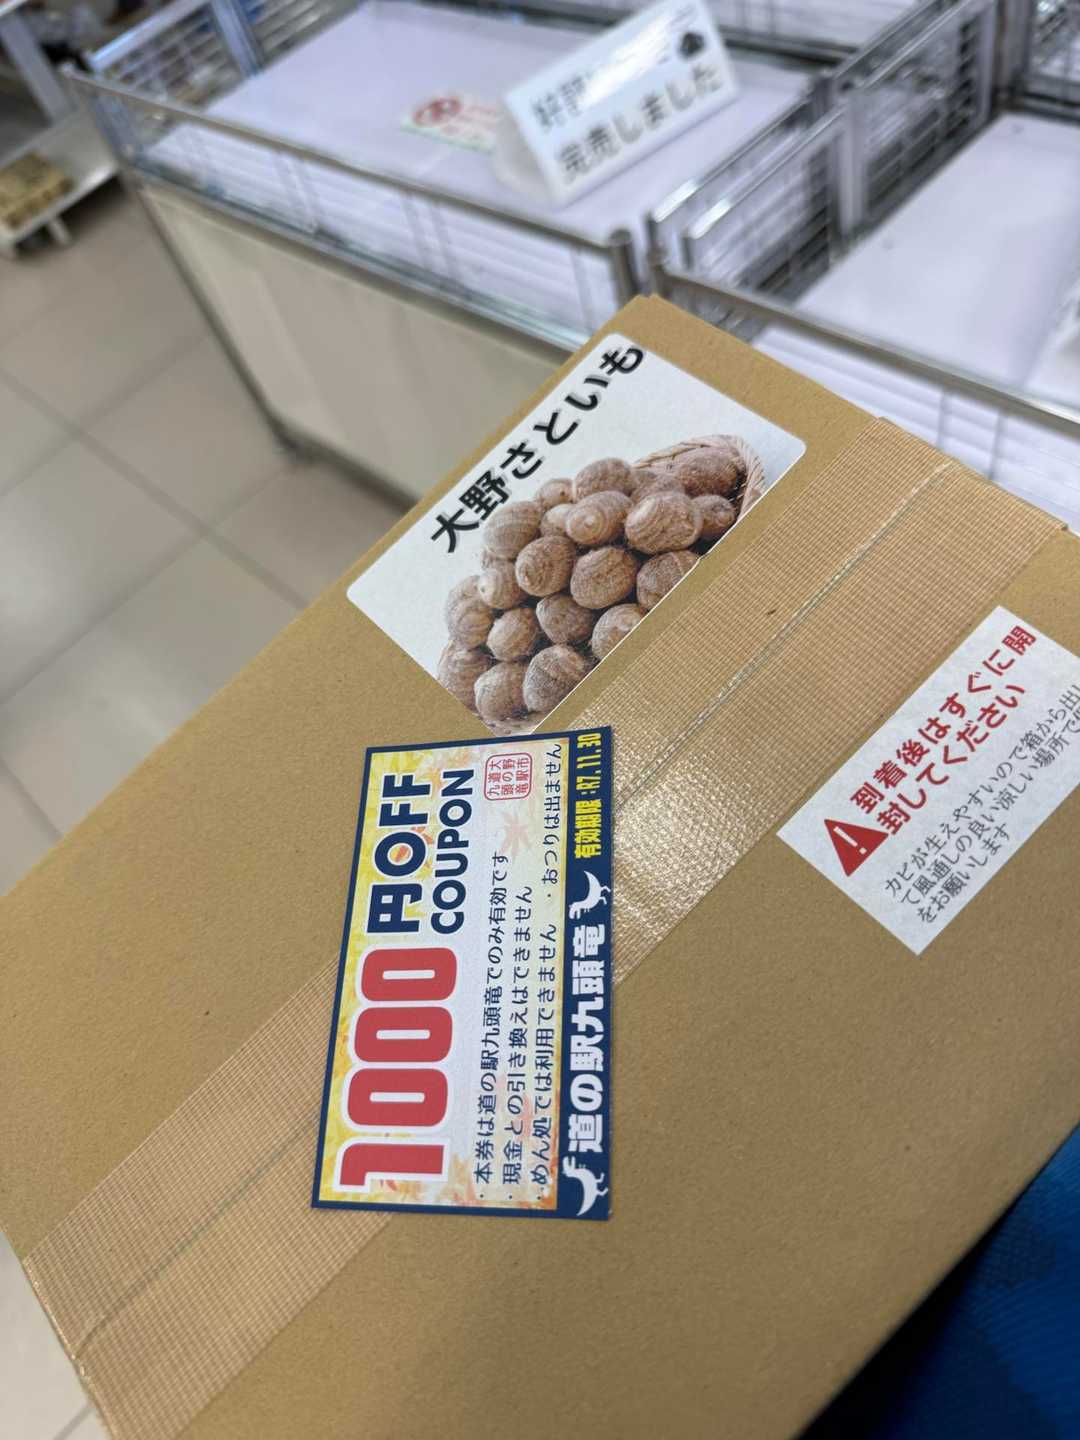 完売しました
大野さといも
到着後はすぐに開
封してください
カビが生えやすいので箱から出し
て風通しの良い涼しい場所で
をお願いします
1000円OFF
COUPON
大野市
道の駅
九頭竜
・本券は道の駅九頭竜でのみ有効です
・現金との引き換えはできません
・めん処では利用できません ・おつりは出ません
道の駅九頭竜
有効期限:R7.11.30